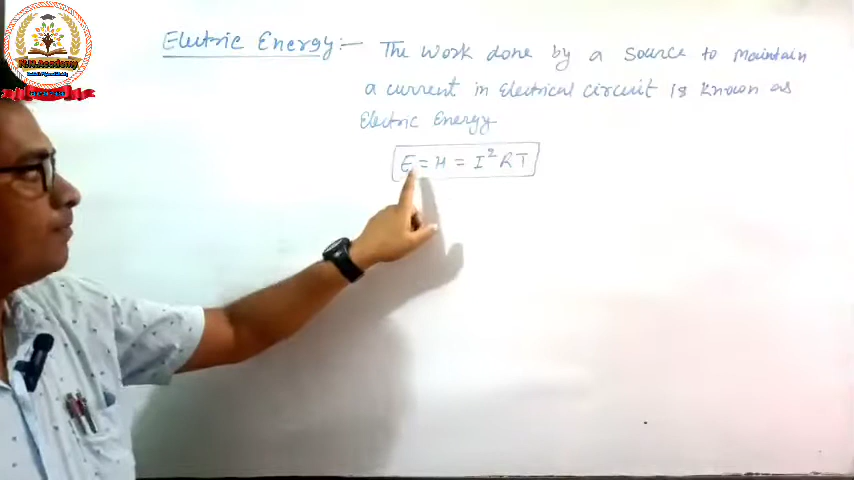 Electric Energy:— The work done by a source to maintain
a current in electrical circuit is known as
Electric Energy
E = H = I²RT